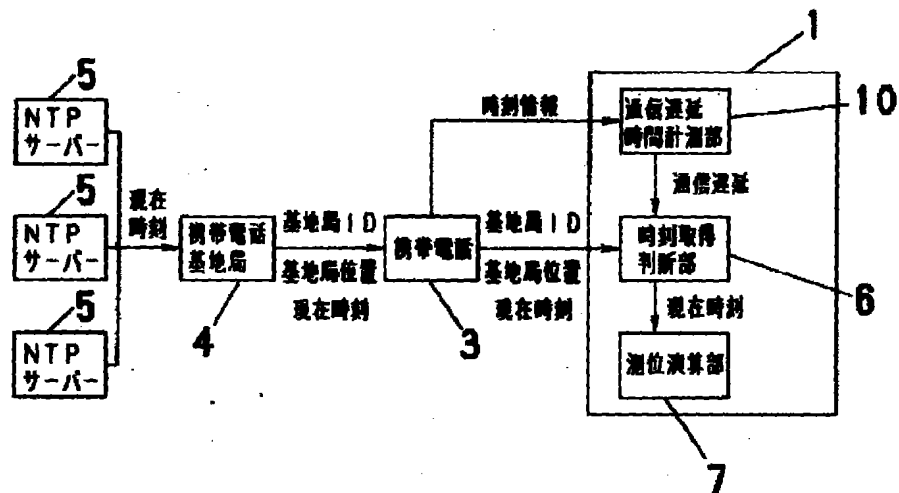 1
5
NTP
サーバー
5
NTP
サーバー
5
NTP
サーバー
現在
時刻
携帯電話
基地局
4
基地局ID
基地局位置
現在時刻
携帯電話
3
時刻情報
基地局ID
基地局位置
現在時刻
通信遅延
時間計測部
10
通信遅延
時刻取得
判断部
6
現在時刻
測位演算部
7